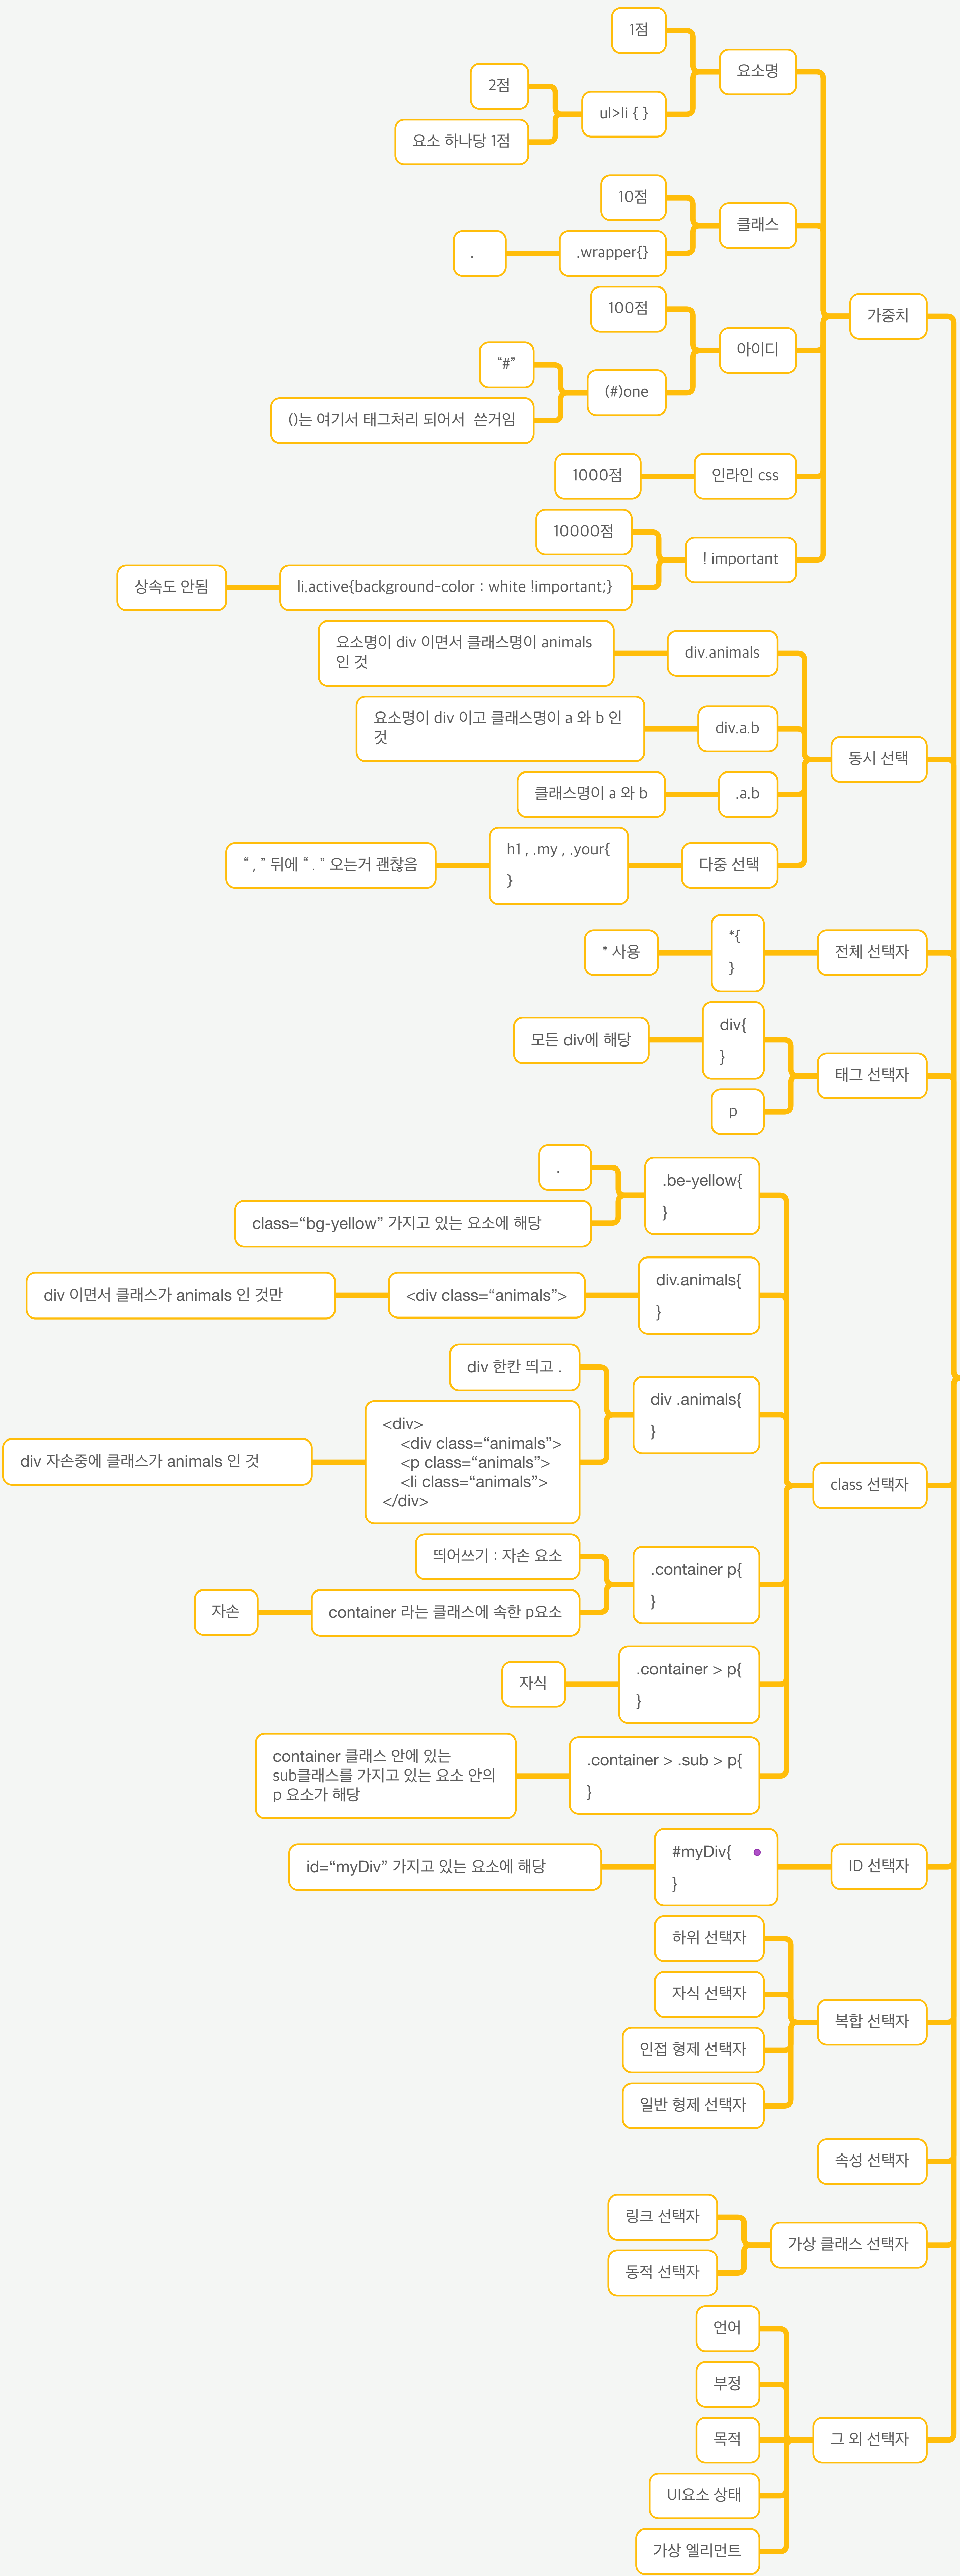 1점
요소명
2점
ul>li { }
요소 하나당 1점
10점
클래스
.
.wrapper{}
100점
가중치
아이디
“#”
(#)one
()는 여기서 태그처리 되어서  쓴거임
1000점
인라인 css
10000점
! important
상속도 안됨
li.active{background-color : white !important;}
요소명이 div 이면서 클래스명이 animals
인 것
div.animals
요소명이 div 이고 클래스명이 a 와 b 인
것
div.a.b
동시 선택
클래스명이 a 와 b
.a.b
“ , ” 뒤에 “ . ” 오는거 괜찮음
h1 , .my , .your{
}
다중 선택
* 사용
*{
}
전체 선택자
모든 div에 해당
div{
}
태그 선택자
p
.
.be-yellow{
}
class=“bg-yellow” 가지고 있는 요소에 해당
div 이면서 클래스가 animals 인 것만
<div class=“animals”>
div.animals{
}
div 한칸 띄고 .
div .animals{
}
div 자손중에 클래스가 animals 인 것
<div>
<div class=“animals”>
<p class=“animals”>
<li class=“animals”>
</div>
class 선택자
띄어쓰기 : 자손 요소
.container p{
}
자손
container 라는 클래스에 속한 p요소
자식
.container > p{
}
container 클래스 안에 있는
sub클래스를 가지고 있는 요소 안의
p 요소가 해당
.container > .sub > p{
}
id=“myDiv” 가지고 있는 요소에 해당
#myDiv{
}
ID 선택자
하위 선택자
자식 선택자
복합 선택자
인접 형제 선택자
일반 형제 선택자
속성 선택자
링크 선택자
가상 클래스 선택자
동적 선택자
언어
부정
목적
그 외 선택자
UI요소 상태
가상 엘리먼트